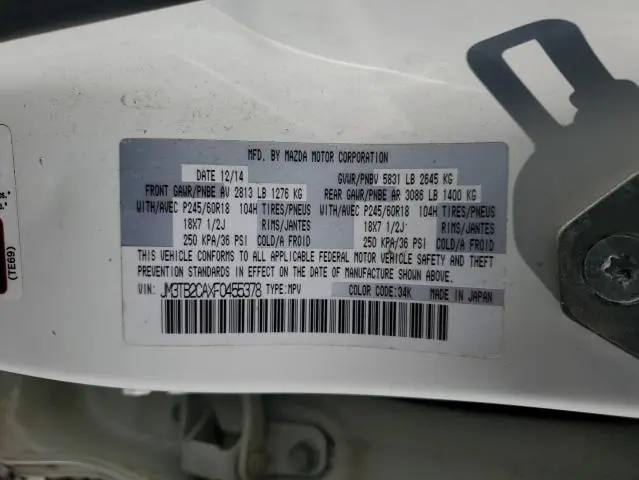 MFD. BY MAZDA MOTOR CORPORATION
DATE 12/14 GVWR/PNBV 5831 LB 2645 KG
FRONT GAWR/PNBE AV 2813 LB 1276 KG REAR GAWR/PNBE AR 3086 LB 1400 KG
WITH/AVEC P245/60R18 104H TIRES/PNEUS WITH/AVEC P245/60R18 104H TIRES/PNEUS
18X7 1/2J RIMS/JANTES 18X7 1/2J RIMS/JANTES
250 KPA/36 PSI COLD/A FROID 250 KPA/36 PSI COLD/A FROID
THIS VEHICLE CONFORMS TO ALL APPLICABLE FEDERAL MOTOR VEHICLE SAFETY AND THEFT
PREVENTION STANDARDS IN EFFECT ON THE DATE OF MANUFACTURE SHOWN ABOVE.
VIN: JM3TB2CAXF0455378 TYPE:MPV COLOR CODE:34K MADE IN JAPAN
(TE69)